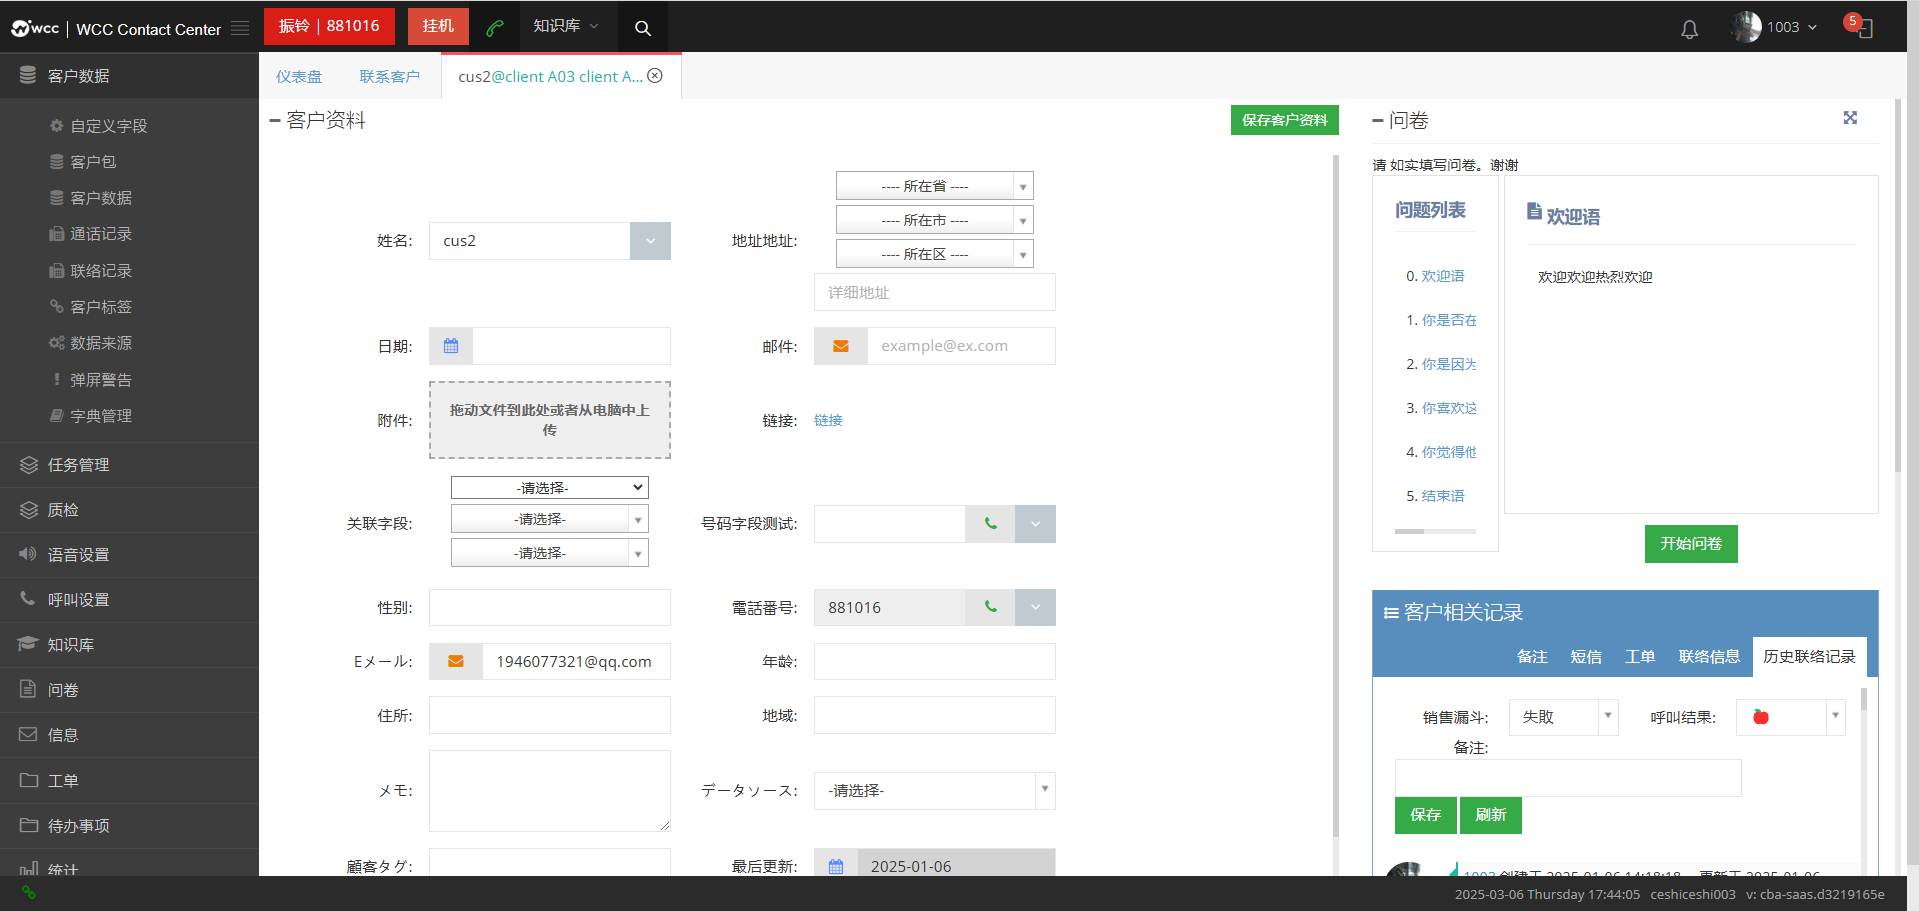 wcc | WCC Contact Center
振铃 | 881016
挂机
知识库
1003
5
客户数据
自定义字段
客户包
客户数据
通话记录
联络记录
客户标签
数据来源
弹屏警告
字典管理
任务管理
质检
语音设置
呼叫设置
知识库
问卷
信息
工单
待办事项
统计
仪表盘
联系客户
cus2@client A03 client A...
客户资料
保存客户资料
姓名:
cus2
地址地址:
---- 所在省 ----
---- 所在市 ----
---- 所在区 ----
详细地址
日期:
邮件:
example@ex.com
附件:
拖动文件到此处或者从电脑中上
传
链接:
链接
关联字段:
-请选择-
-请选择-
-请选择-
号码字段测试:
性别:
電話番号:
881016
Eメール:
1946077321@qq.com
年龄:
住所:
地域:
メモ:
データソース:
-请选择-
顧客タグ:
最后更新:
2025-01-06
问卷
请 如实填写问卷。谢谢
问题列表
0. 欢迎语
1. 你是否在
2. 你是因为
3. 你喜欢这
4. 你觉得他
5. 结束语
欢迎语
欢迎欢迎热烈欢迎
开始问卷
客户相关记录
备注
短信
工单
联络信息
历史联络记录
销售漏斗:
失败
呼叫结果:
备注:
保存
刷新
1003 创建于 2025-01-06 14:18:18
更新于 2025-01-06
2025-03-06 Thursday 17:44:05
ceshiceshi003
v: cba-saas.d3219165e